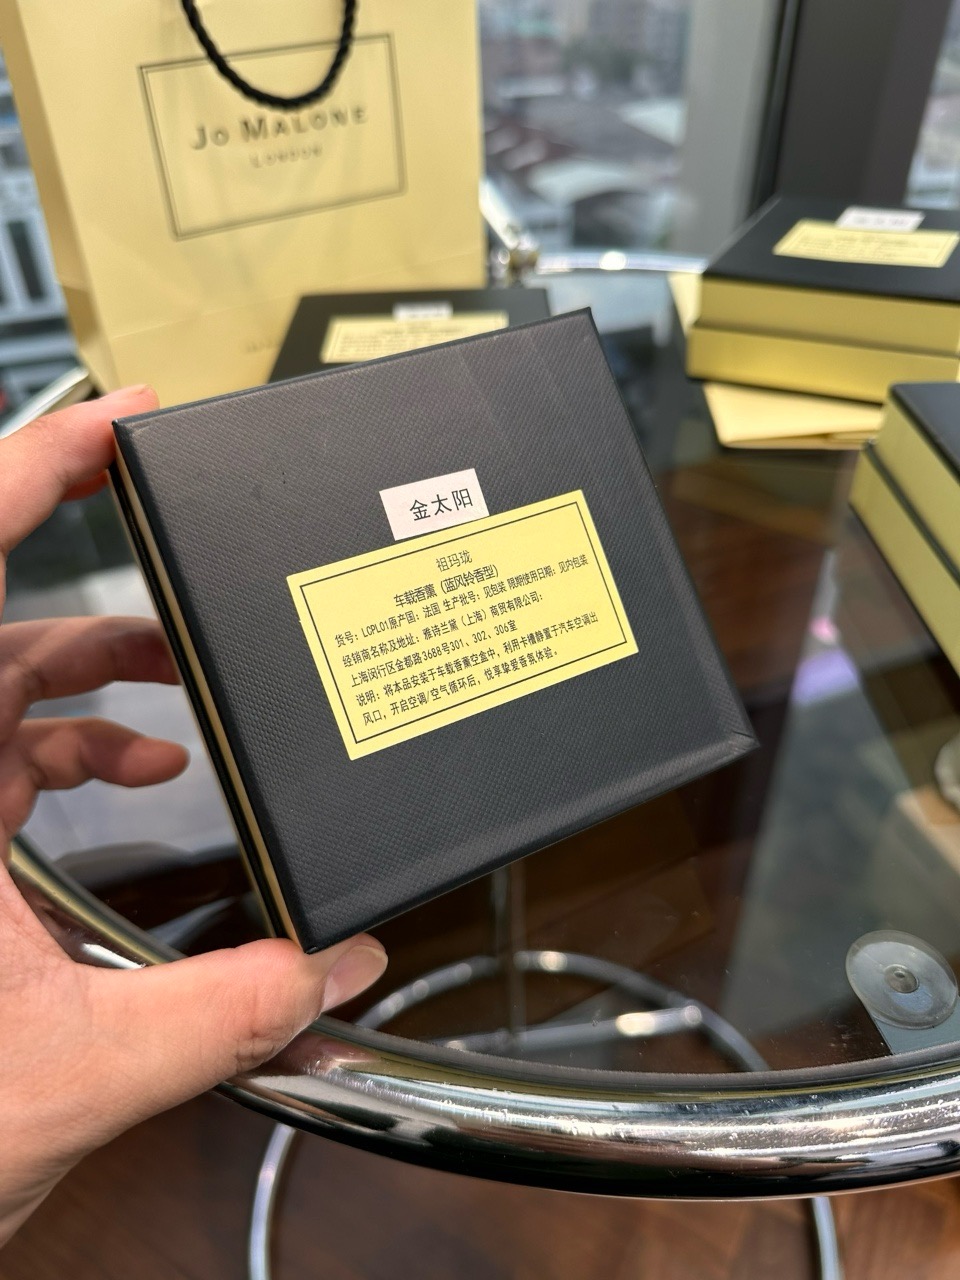 JO MALONE
LONDON
金太阳
祖玛珑
车载香薰（蓝风铃香型）
货号：LCPL01原产国：法国 生产批号：见包装 限期使用日期：见内包装
经销商名称及地址：雅诗兰黛（上海）商贸有限公司：
上海闵行区金都路3688号301、302、306室
说明：将本品安装于车载香薰空盒中，利用卡槽静置于汽车空调出
风口，开启空调/空气循环后，悦享挚爱香氛体验。